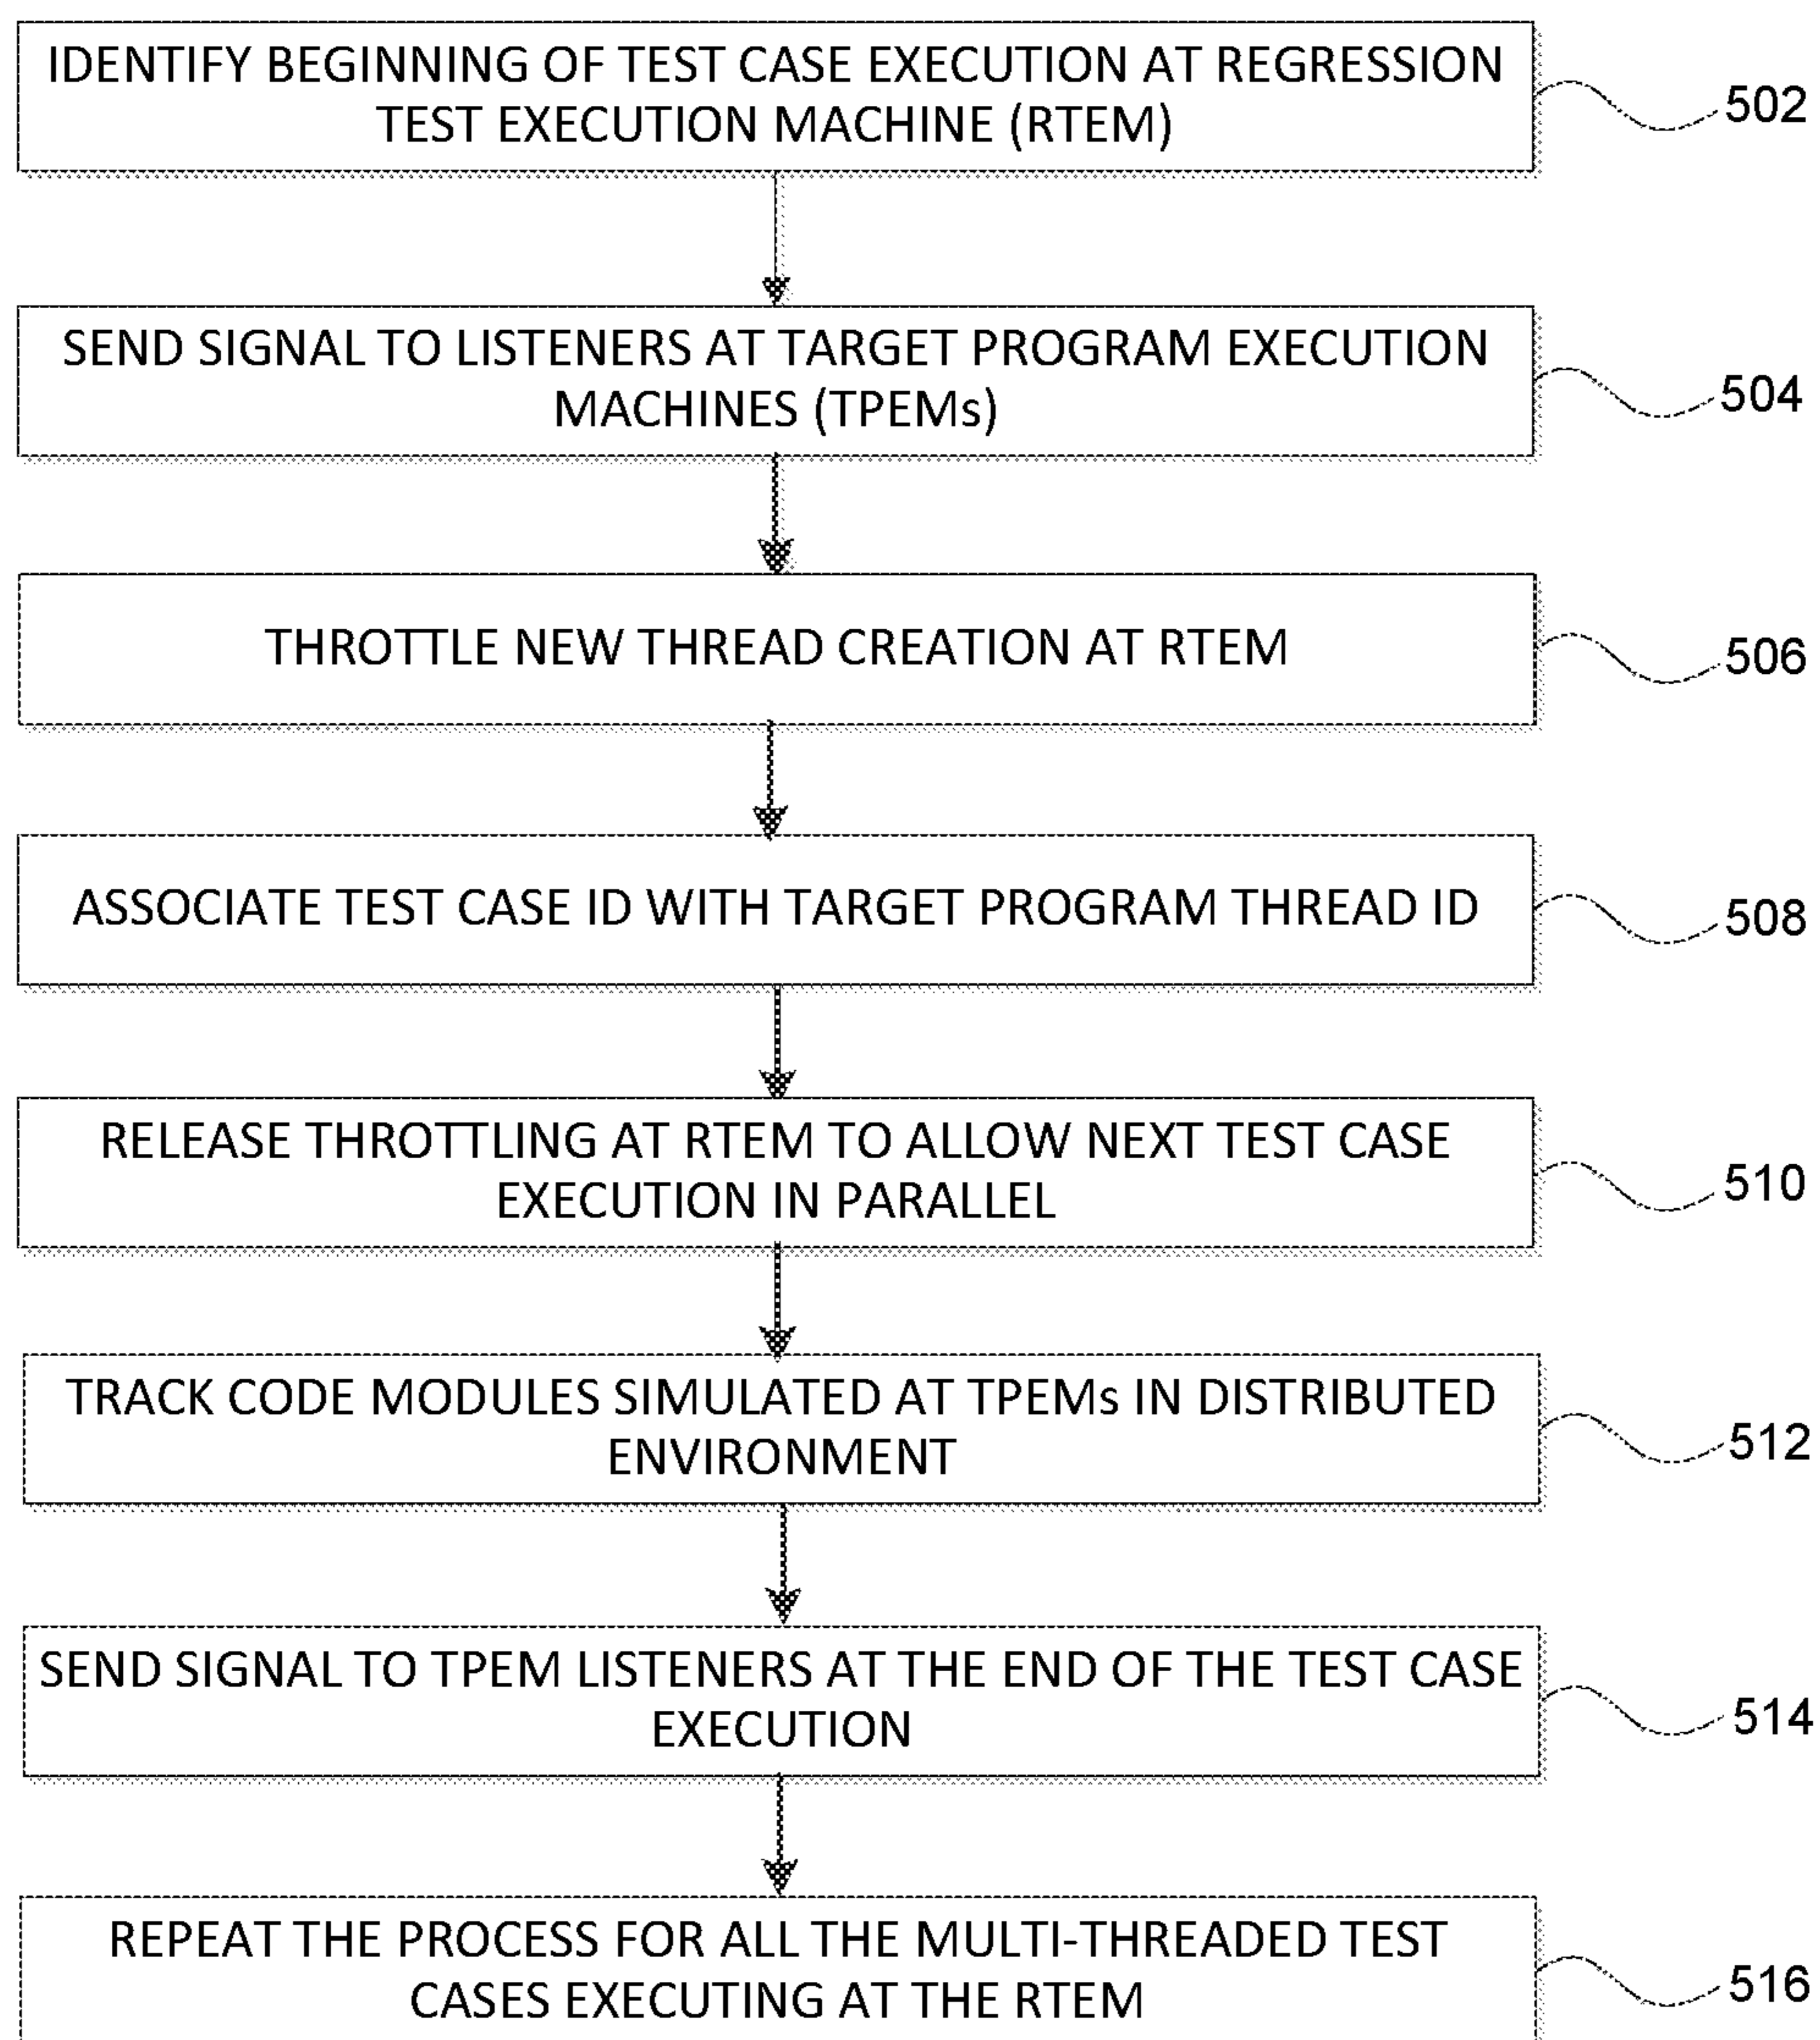 IDENTIFY BEGINNING OF TEST CASE EXECUTION AT REGRESSION
TEST EXECUTION MACHINE (RTEM)
502
SEND SIGNAL TO LISTENERS AT TARGET PROGRAM EXECUTION
MACHINES (TPEMs)
504
THROTTLE NEW THREAD CREATION AT RTEM
506
ASSOCIATE TEST CASE ID WITH TARGET PROGRAM THREAD ID
508
RELEASE THROTTLING AT RTEM TO ALLOW NEXT TEST CASE
EXECUTION IN PARALLEL
510
TRACK CODE MODULES SIMULATED AT TPEMs IN DISTRIBUTED
ENVIRONMENT
512
SEND SIGNAL TO TPEM LISTENERS AT THE END OF THE TEST CASE
EXECUTION
514
REPEAT THE PROCESS FOR ALL THE MULTI-THREADED TEST
CASES EXECUTING AT THE RTEM
516